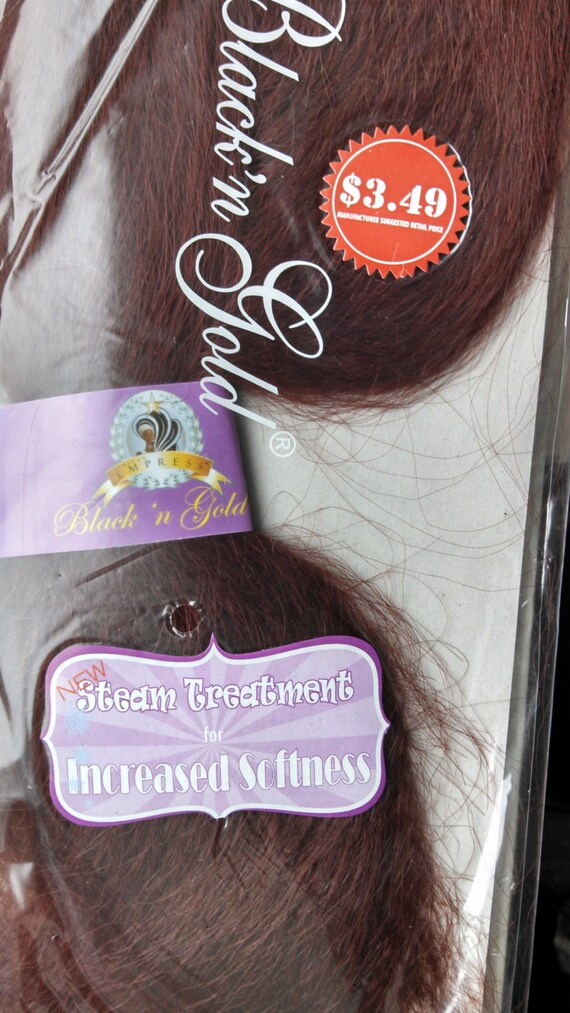 Black 'n Gold®
$3.49
MANUFACTURER SUGGESTED RETAIL PRICE
EMPRESS
Black 'n Gold
NEW
Steam Treatment
for
Increased Softness